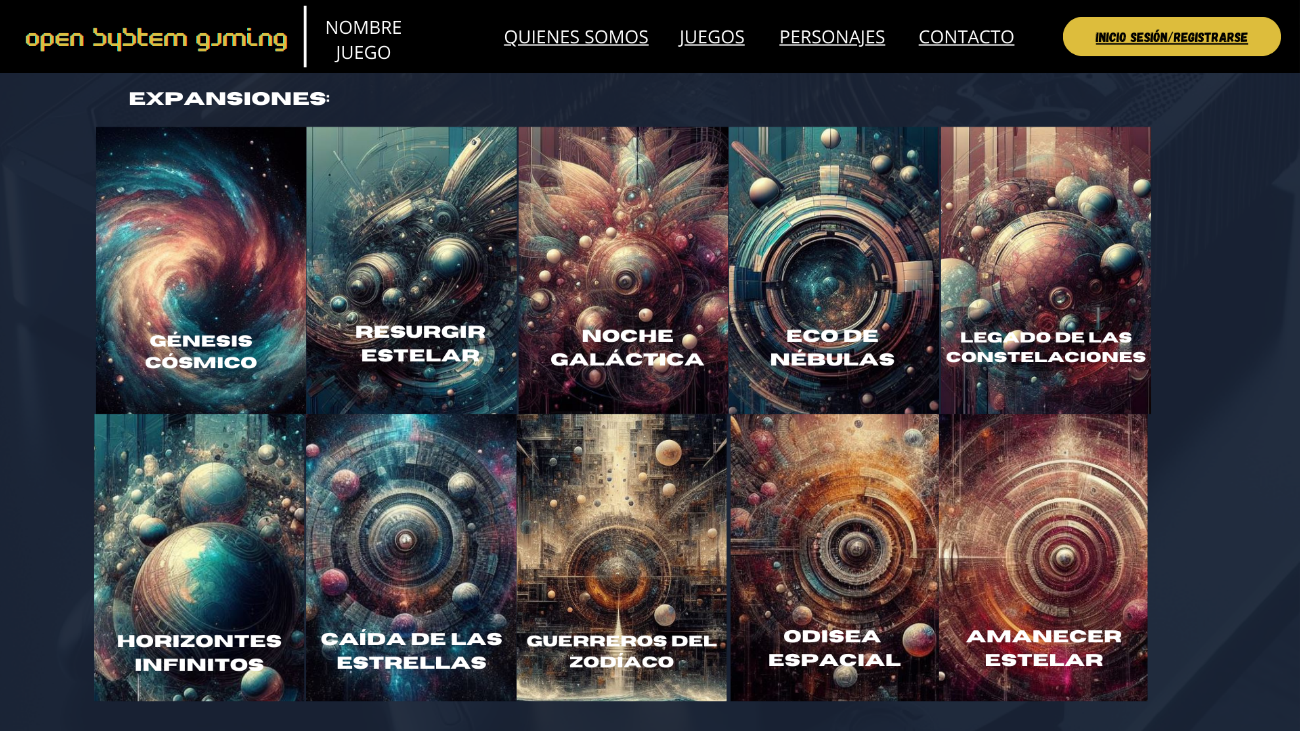 open system gaming
NOMBRE
JUEGO
QUIENES SOMOS
JUEGOS
PERSONAJES
CONTACTO
INICIO SESIÓN/REGISTRARSE
EXPANSIONES:
GÉNESIS
CÓSMICO
RESURGIR
ESTELAR
NOCHE
GALÁCTICA
ECO DE
NÉBULAS
LEGADO DE LAS
CONSTELACIONES
HORIZONTES
INFINITOS
CAÍDA DE LAS
ESTRELLAS
GUERREROS DEL
ZODÍACO
ODISEA
ESPACIAL
AMANECER
ESTELAR